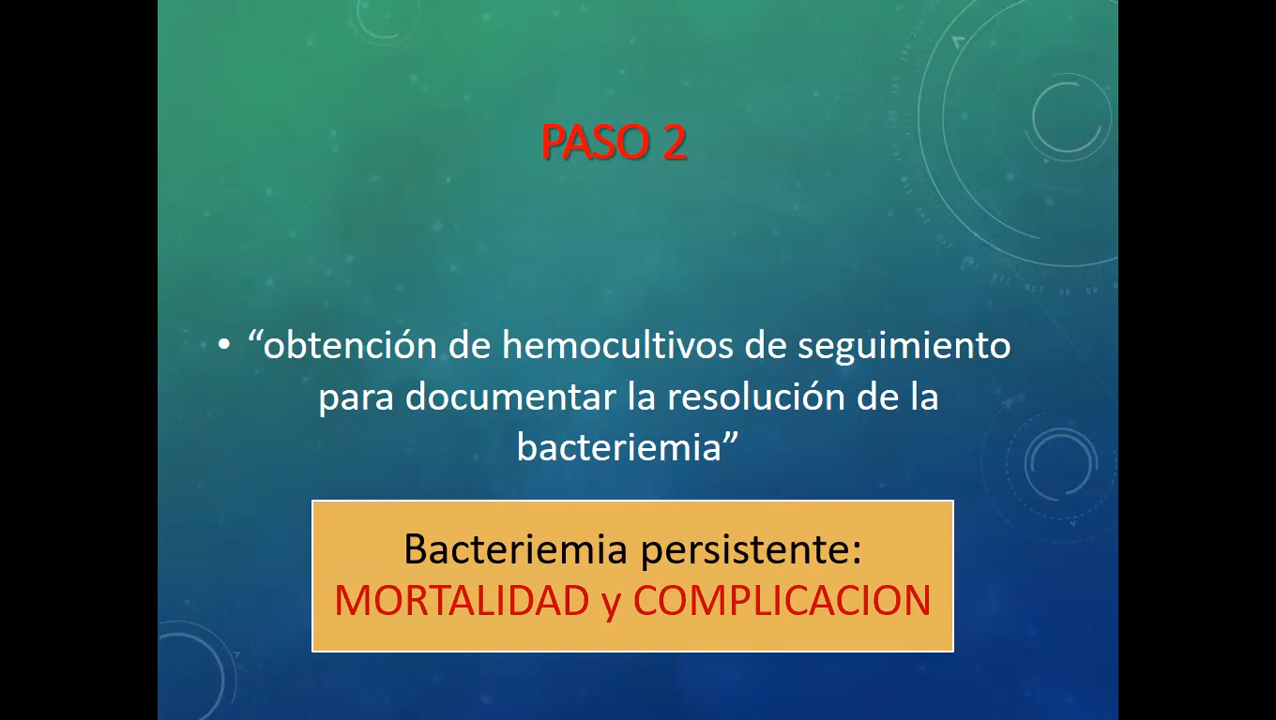 PASO 2
• “obtención de hemocultivos de seguimiento
para documentar la resolución de la
bacteriemia”
Bacteriemia persistente:
MORTALIDAD y COMPLICACION